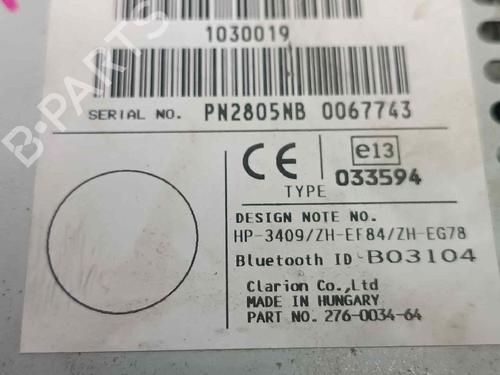 1030019
SERIAL NO. PN2805NB 0067743
CE e13
TYPE 033594
DESIGN NOTE NO.
HP-3409/ZH-EF84/ZH-EG78
Bluetooth ID B03104
Clarion Co.,Ltd
MADE IN HUNGARY
PART NO. 276-0034-64
B-PARTS